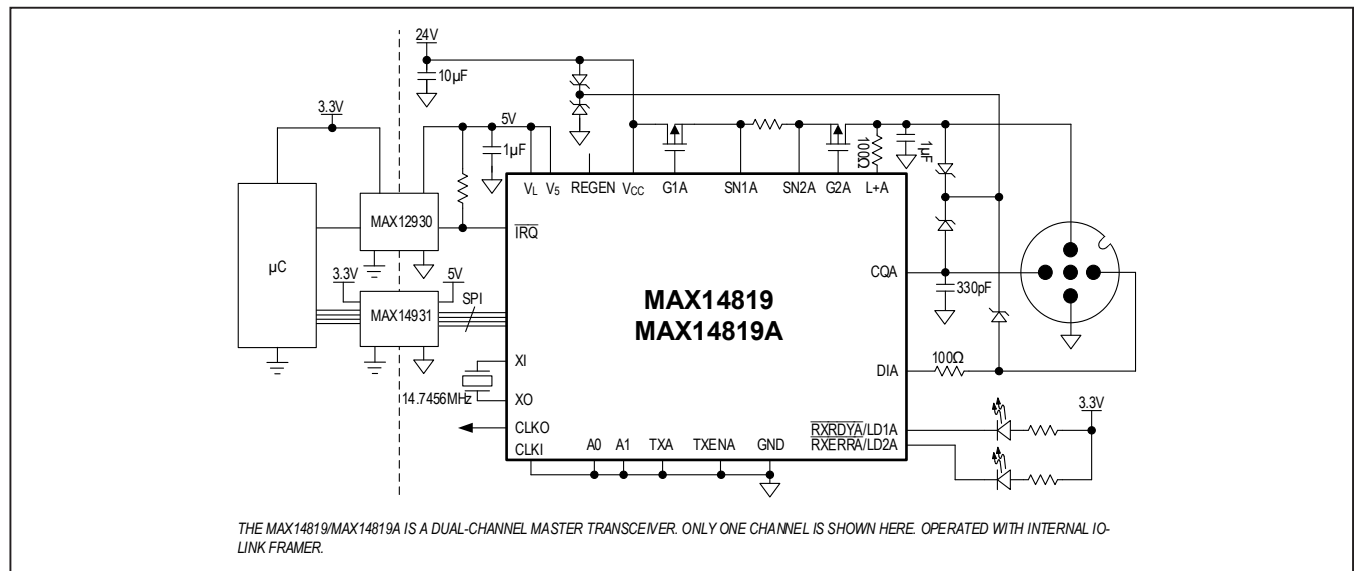 24V
10µF
3.3V
5V
1µF
100Ω
1µF
VL
V5
REGEN
VCC
G1A
SN1A
SN2A
G2A
L+A
MAX12930
IRQ
µC
CQA
330pF
3.3V
5V
SPI
MAX14931
MAX14819
MAX14819A
XI
XO
14.7456MHz
DIA
100Ω
3.3V
CLKO
CLKI
A0
A1
TXA
TXENA
GND
RXRDYA/LD1A
RXERRA/LD2A
THE MAX14819/MAX14819A IS A DUAL-CHANNEL MASTER TRANSCEIVER. ONLY ONE CHANNEL IS SHOWN HERE. OPERATED WITH INTERNAL IO-
LINK FRAMER.